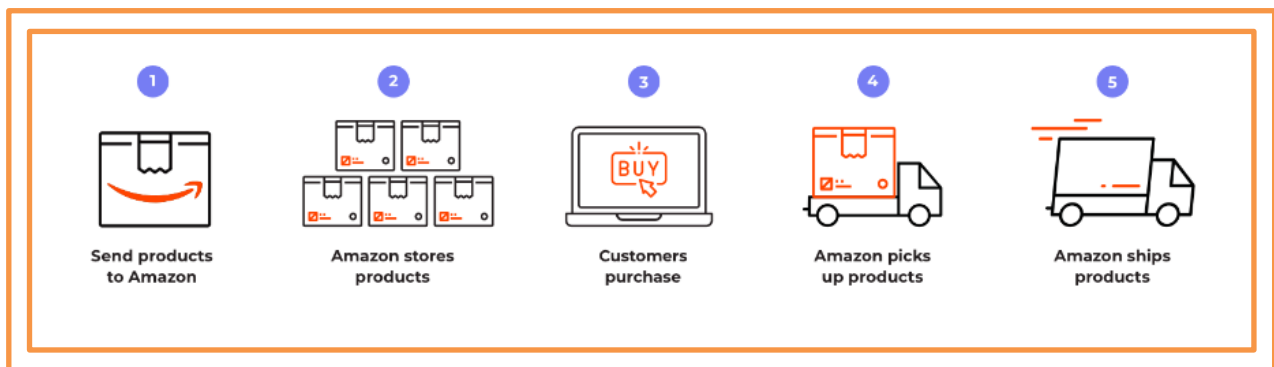 1
2
3
4
5
BUY
Send products
to Amazon
Amazon stores
products
Customers
purchase
Amazon picks
up products
Amazon ships
products